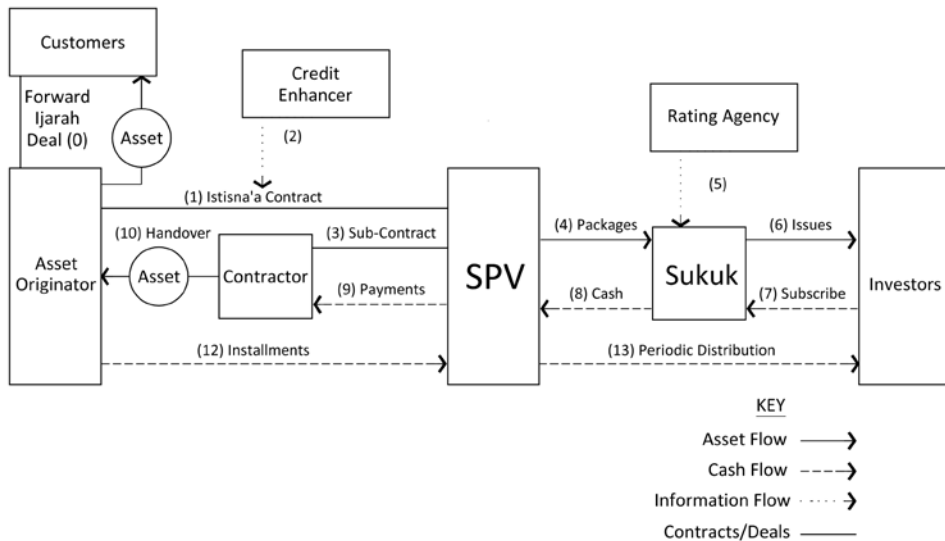 Customers
Forward
Ijarah
Deal (0)
Asset
Credit
Enhancer
(2)
Rating Agency
(5)
(1) Istisna'a Contract
(10) Handover
(3) Sub-Contract
(4) Packages
(6) Issues
Asset
Originator
Asset
Contractor
SPV
Sukuk
Investors
(9) Payments
(8) Cash
(7) Subscribe
(12) Installments
(13) Periodic Distribution
KEY
Asset Flow
Cash Flow
Information Flow
Contracts/Deals